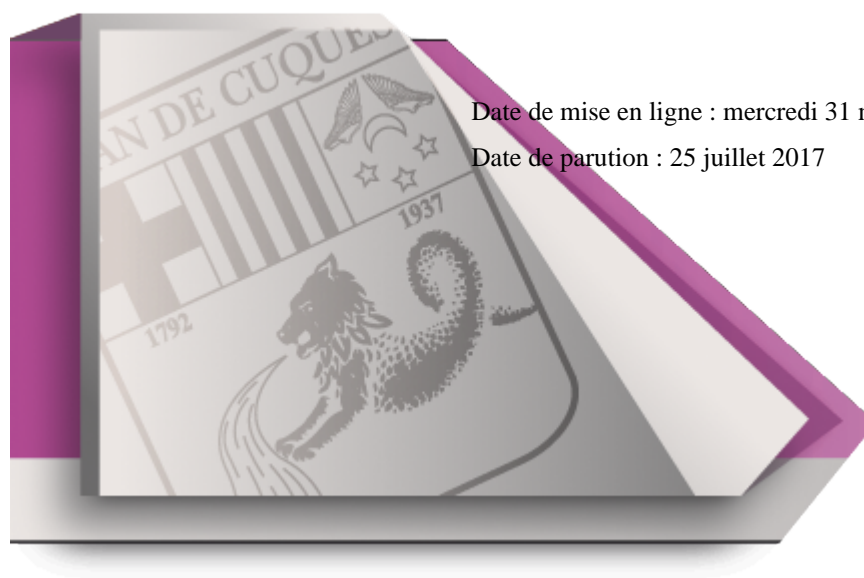 AN DE CUQUES
Date de mise en ligne : mercredi 31
Date de parution : 25 juillet 2017
1937
1792